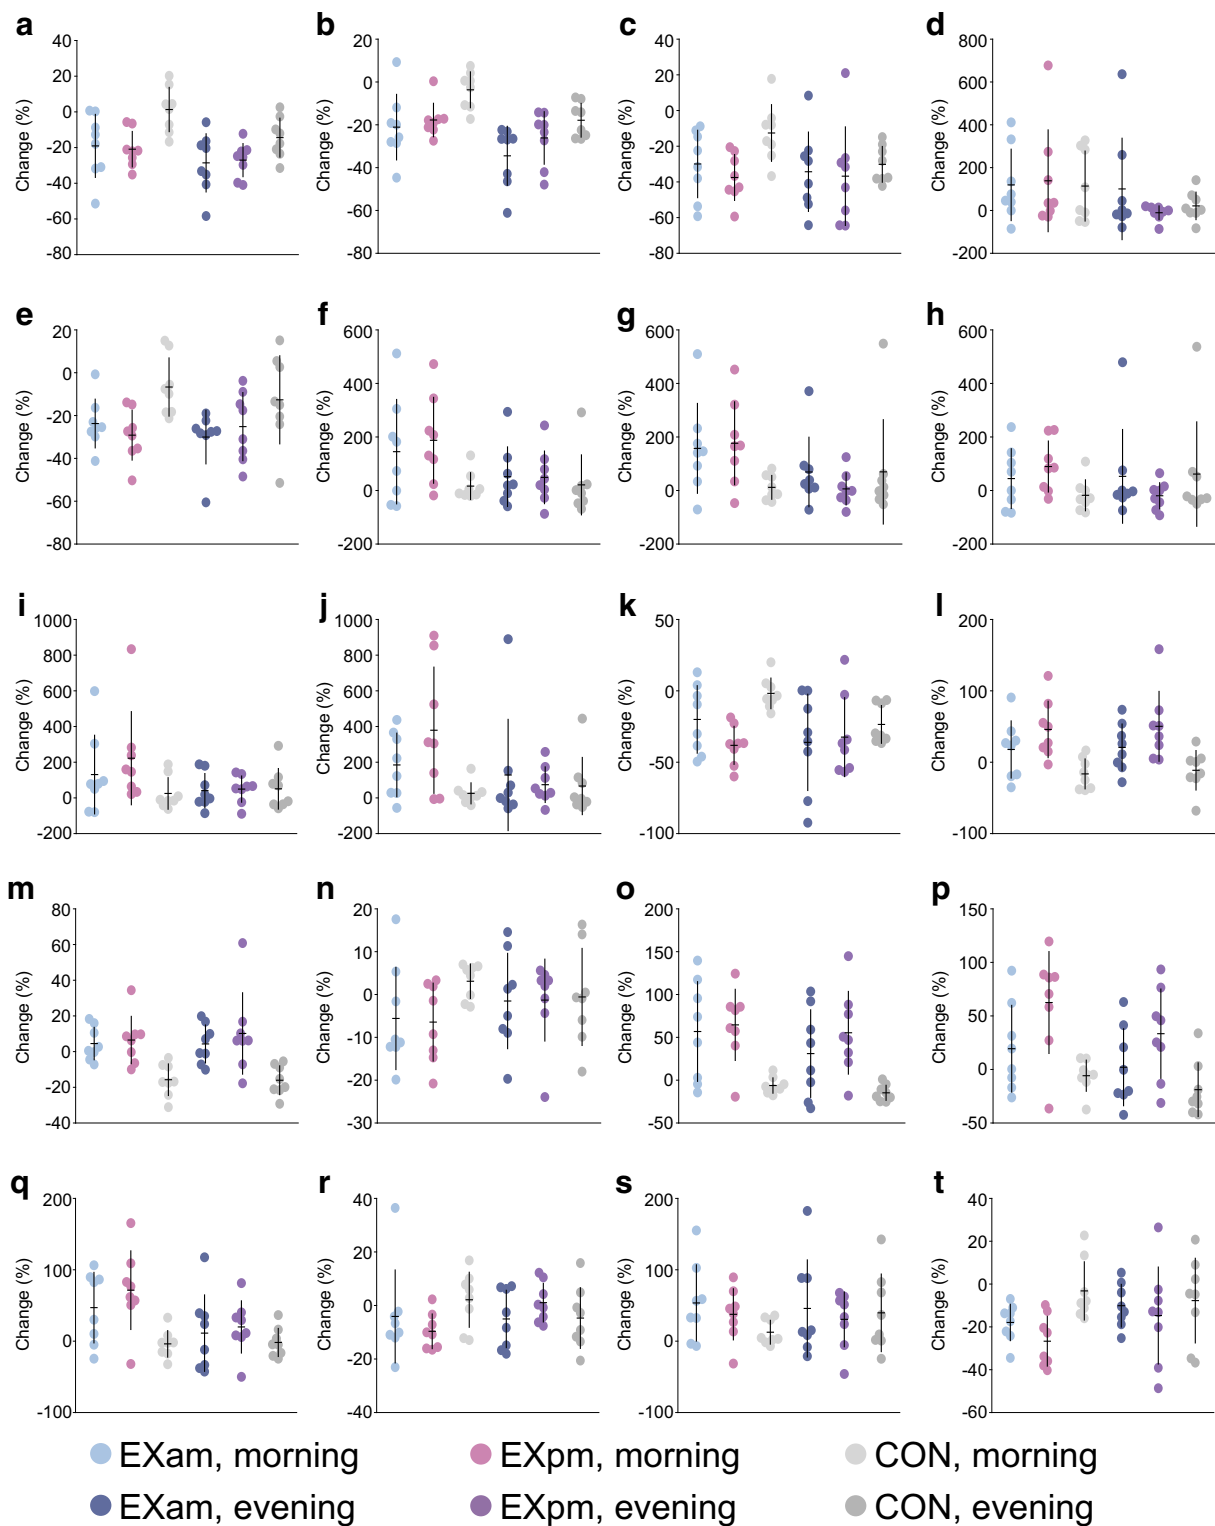 a b c d
40 20 0 -20 -40 -60 -80 Change (%)
20 0 -20 -40 -60 -80 Change (%)
40 20 0 -20 -40 -60 -80 Change (%)
800 600 400 200 0 -200 Change (%)
e f g h
20 0 -20 -40 -60 -80 Change (%)
600 400 200 0 -200 Change (%)
600 400 200 0 -200 Change (%)
600 400 200 0 -200 Change (%)
i j k l
1000 800 600 400 200 0 -200 Change (%)
1000 800 600 400 200 0 -200 Change (%)
50 0 -50 -100 Change (%)
200 100 0 -100 Change (%)
m n o p
80 60 40 20 0 -20 -40 Change (%)
20 10 0 -10 -20 -30 Change (%)
200 150 100 50 0 -50 Change (%)
150 100 50 0 -50 Change (%)
q r s t
200 100 0 -100 Change (%)
40 20 0 -20 -40 Change (%)
200 100 0 -100 Change (%)
40 20 0 -20 -40 -60 Change (%)
EXam, morning EXpm, morning CON, morning
EXam, evening EXpm, evening CON, evening